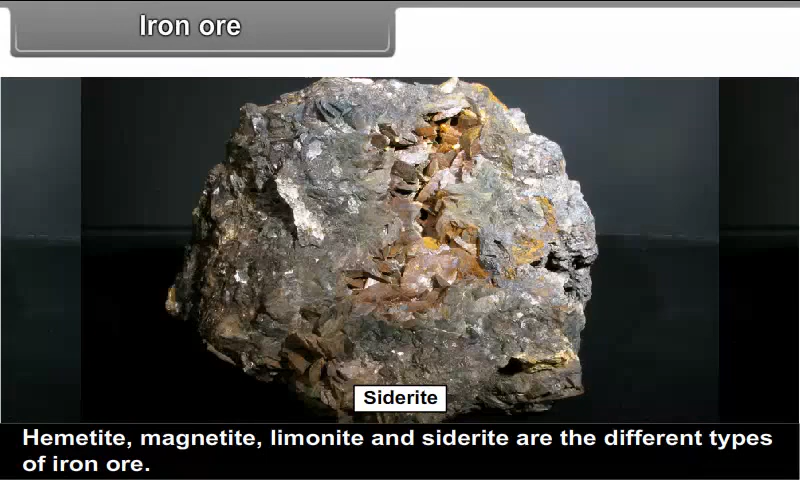 Iron ore
Siderite
Hemetite, magnetite, limonite and siderite are the different types
of iron ore.